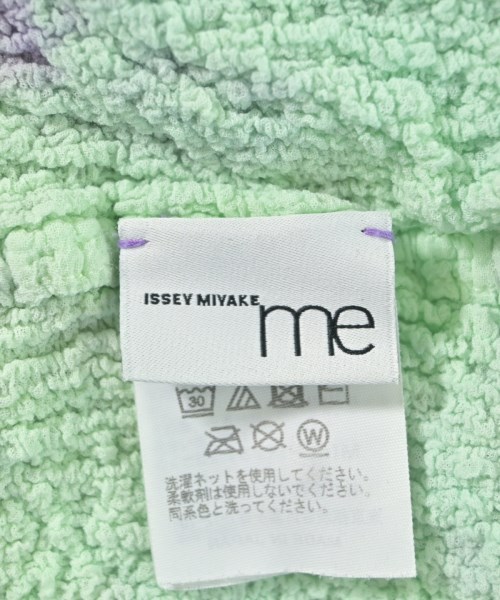 ISSEY MIYAKE me
30
W
洗濯ネットを使用してください。
柔軟剤は使用しないでください。
同系色と洗ってください。